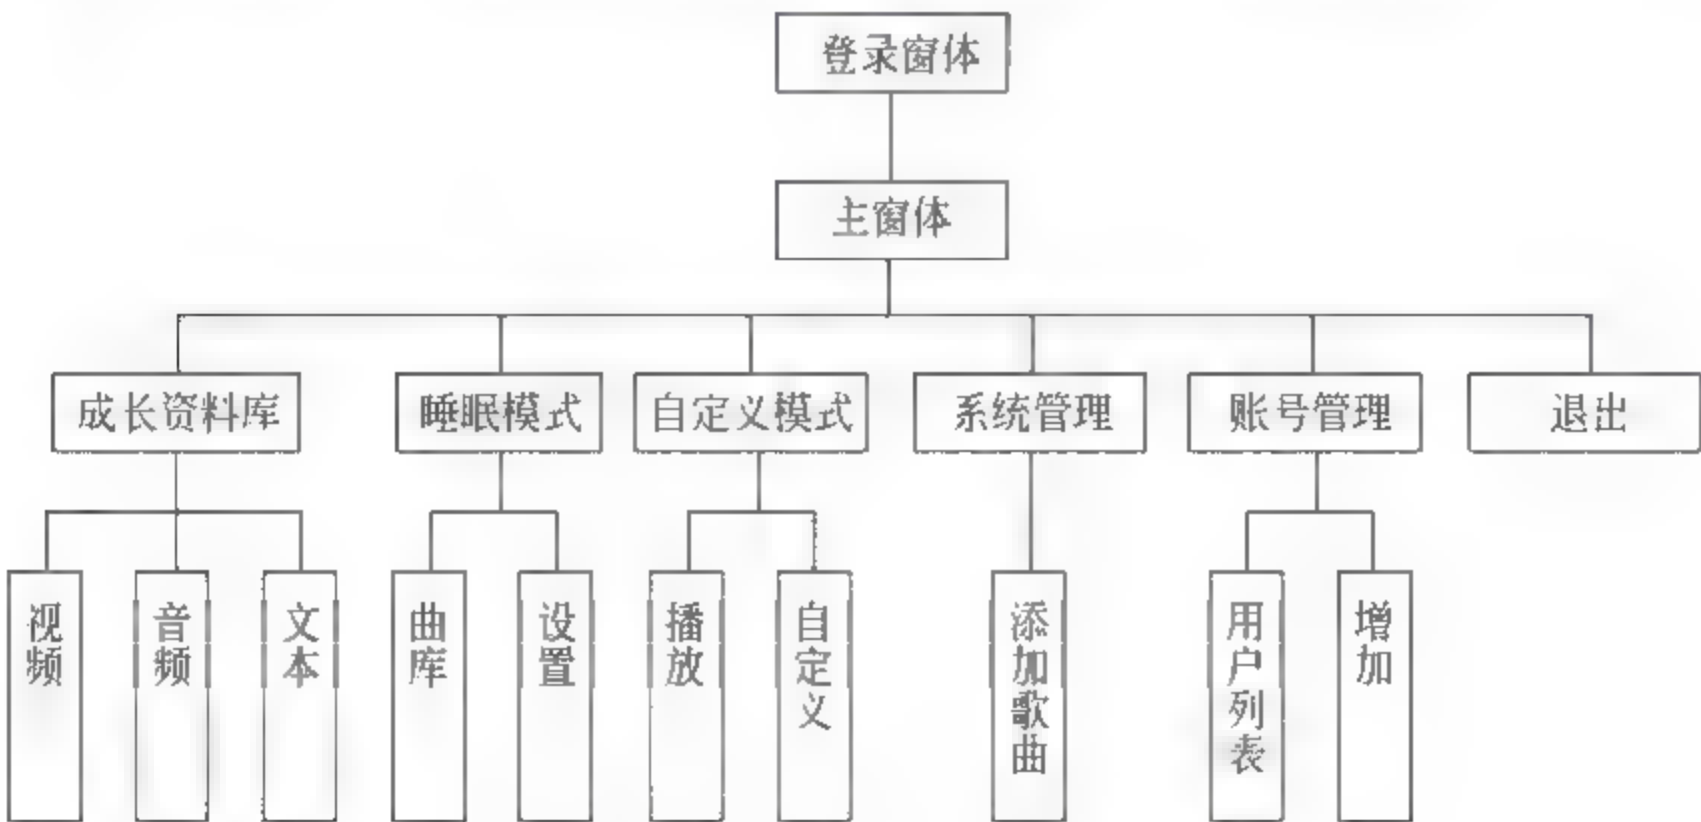 登录窗体
主窗体
成长资料库
睡眠模式
自定义模式
系统管理
账号管理
退出
视频
音频
文本
曲库
设置
播放
自定义
添加歌曲
用户列表
增加